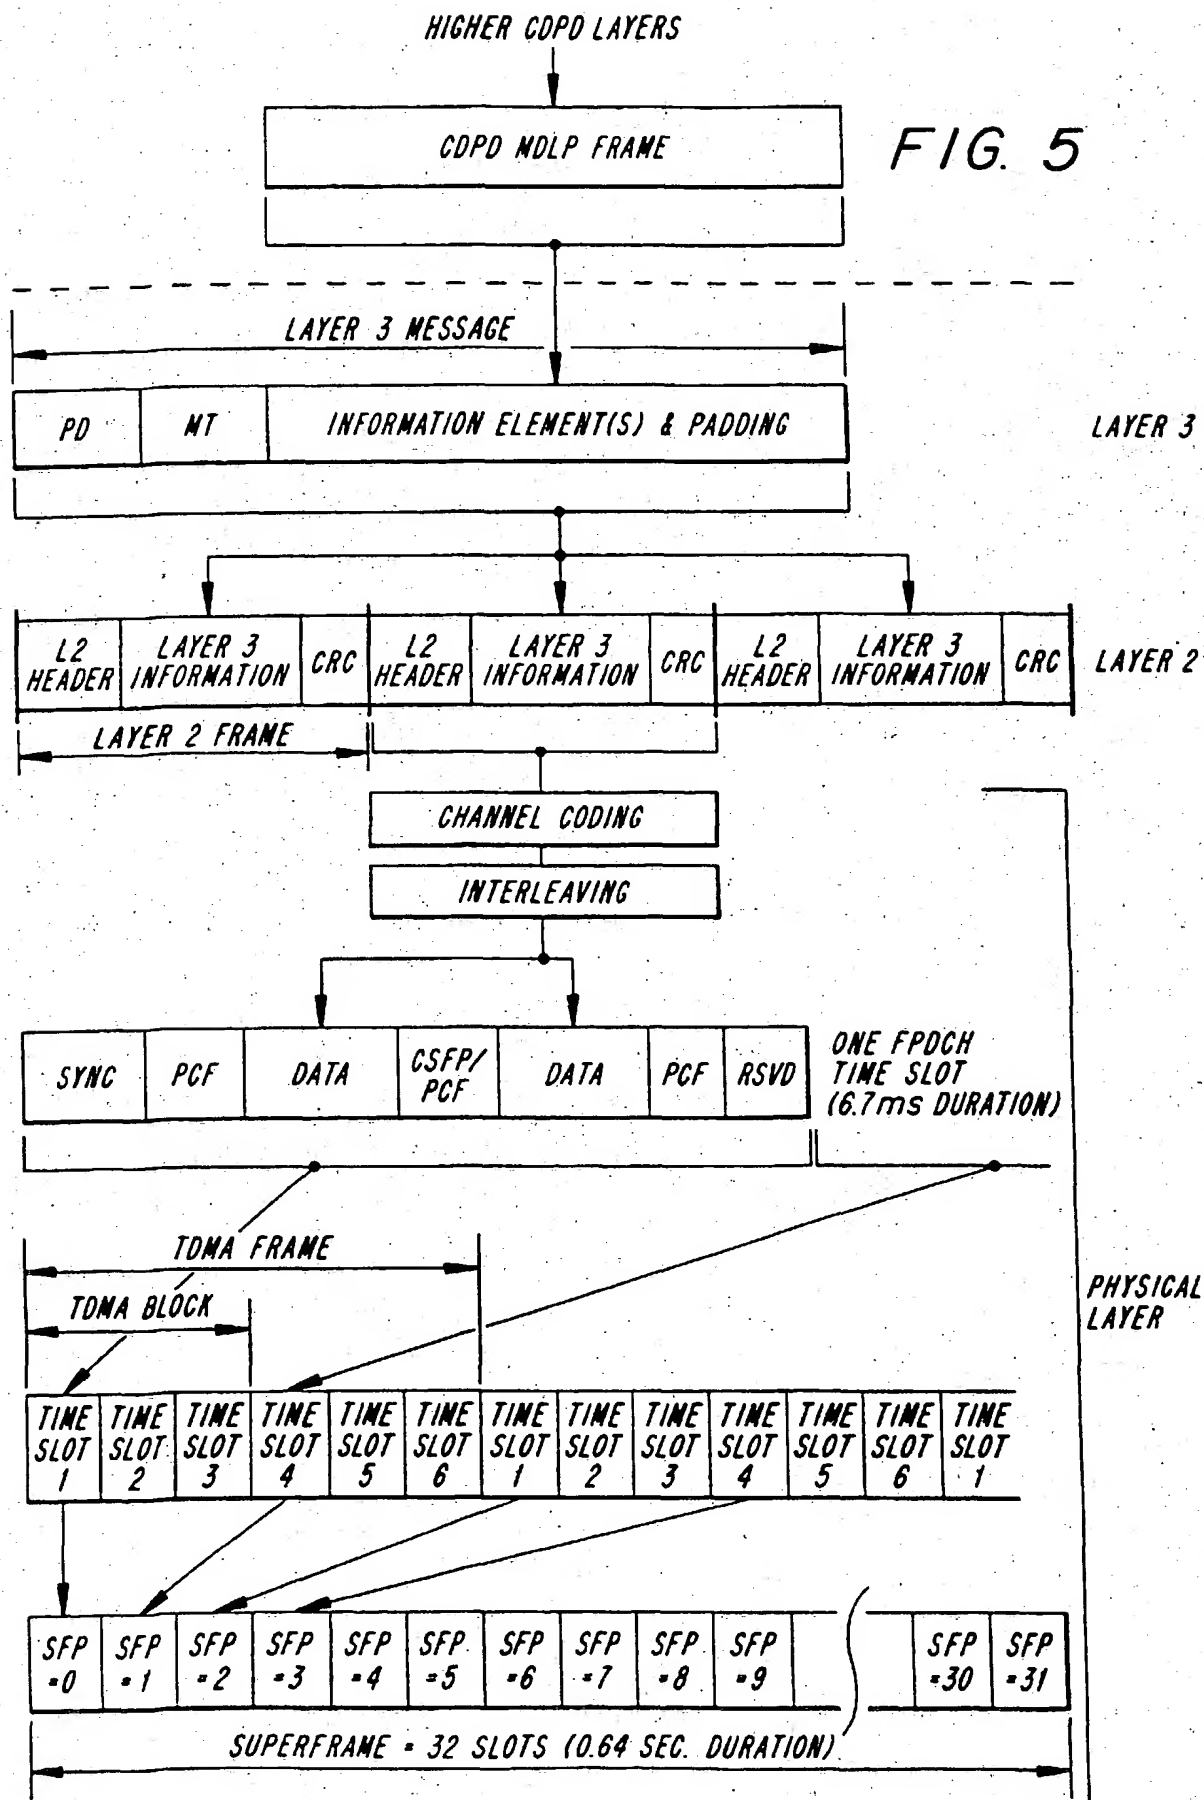 HIGHER CDPD LAYERS
CDPD MDLP FRAME
FIG. 5
LAYER 3 MESSAGE
PD
MT
INFORMATION ELEMENT(S) & PADDING
LAYER 3
L2
HEADER
LAYER 3
INFORMATION
CRC
L2
HEADER
LAYER 3
INFORMATION
CRC
L2
HEADER
LAYER 3
INFORMATION
CRC
LAYER 2
LAYER 2 FRAME
CHANNEL CODING
INTERLEAVING
SYNC
PCF
DATA
CSFP/
PCF
DATA
PCF
RSVD
ONE FPDCH
TIME SLOT
(6.7ms DURATION)
TDMA FRAME
TDMA BLOCK
PHYSICAL
LAYER
TIME
SLOT
1
TIME
SLOT
2
TIME
SLOT
3
TIME
SLOT
4
TIME
SLOT
5
TIME
SLOT
6
TIME
SLOT
1
TIME
SLOT
2
TIME
SLOT
3
TIME
SLOT
4
TIME
SLOT
5
TIME
SLOT
6
TIME
SLOT
1
SFP
=0
SFP
=1
SFP
=2
SFP
=3
SFP
=4
SFP
=5
SFP
=6
SFP
=7
SFP
=8
SFP
=9
SFP
=30
SFP
=31
SUPERFRAME = 32 SLOTS (0.64 SEC. DURATION)